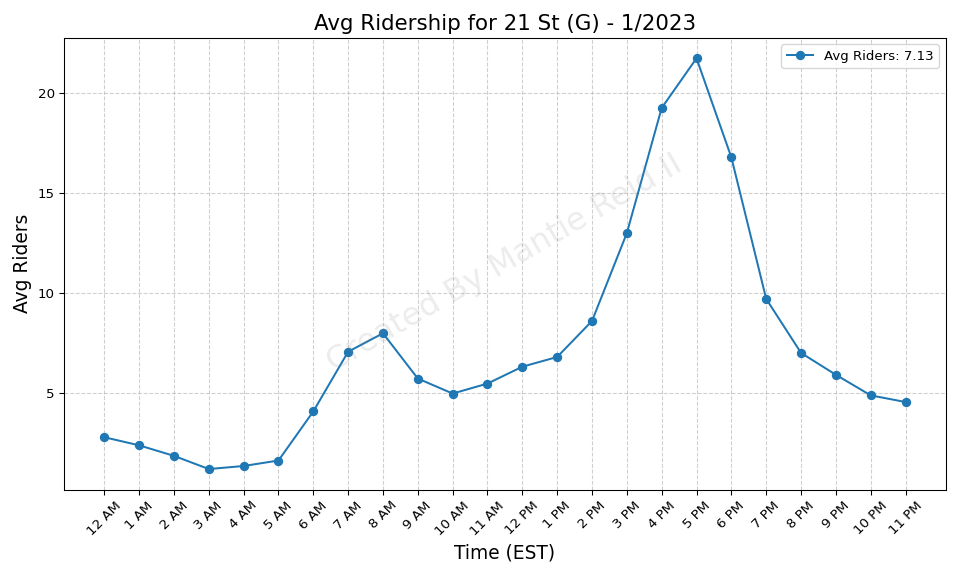 Avg Ridership for 21 St (G) - 1/2023
Avg Riders: 7.13
Avg Riders
20
15
10
5
Created By Mantie Reid II
12 AM
1 AM
2 AM
3 AM
4 AM
5 AM
6 AM
7 AM
8 AM
9 AM
10 AM
11 AM
12 PM
1 PM
2 PM
3 PM
4 PM
5 PM
6 PM
7 PM
8 PM
9 PM
10 PM
11 PM
Time (EST)